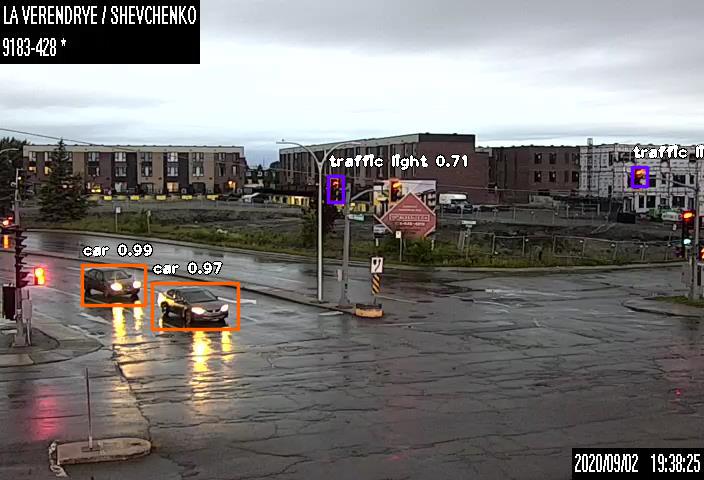 LA VERENDRYE / SHEVCHENKO
9183-428 *
traffic light 0.71
traffic li
car 0.99
car 0.97
2020/09/02 19:38:25